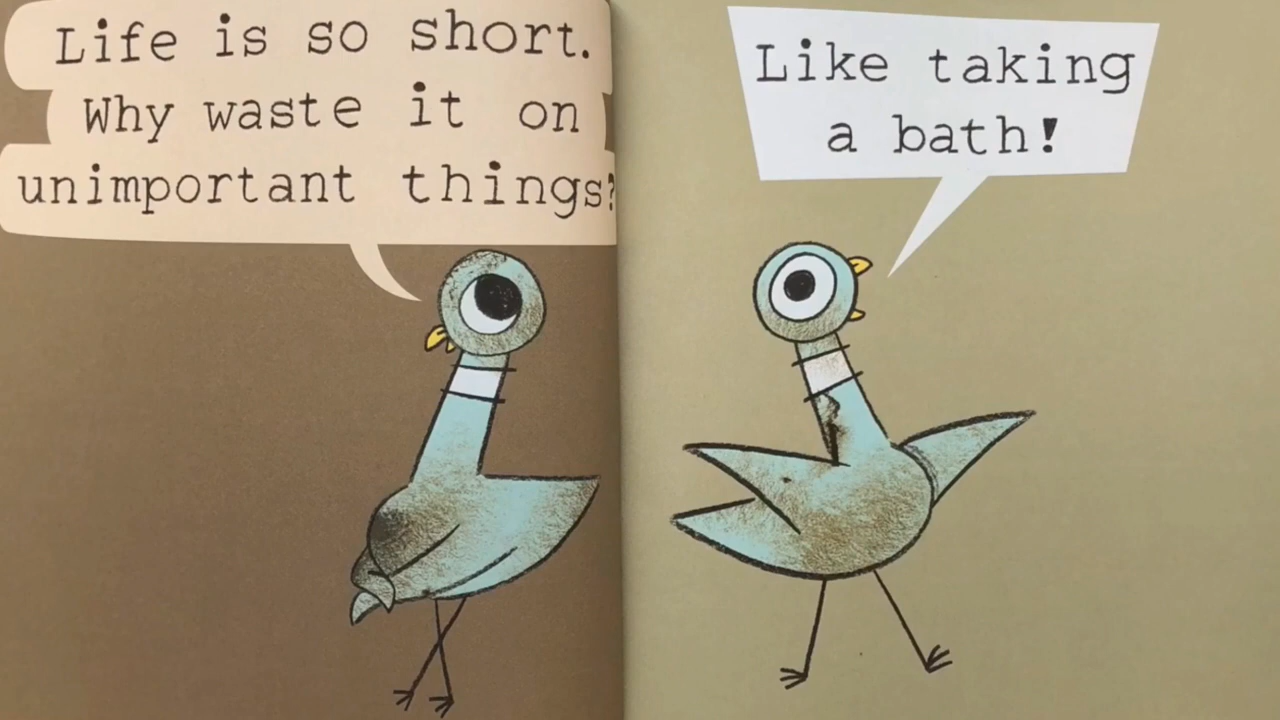 Life is so short.
Why waste it on
unimportant things?
Like taking
a bath!